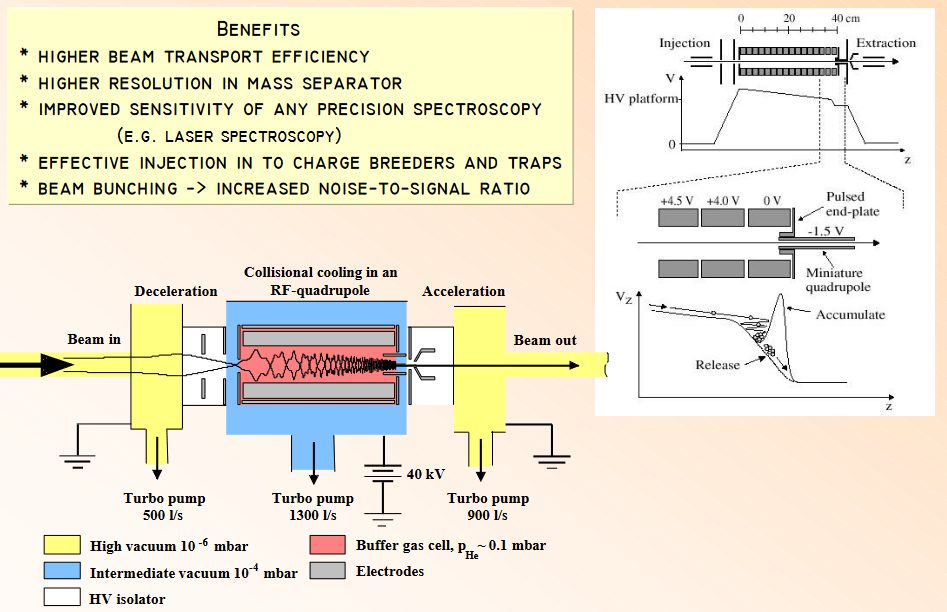 BENEFITS
* HIGHER BEAM TRANSPORT EFFICIENCY
* HIGHER RESOLUTION IN MASS SEPARATOR
* IMPROVED SENSITIVITY OF ANY PRECISION SPECTROSCOPY
(E.G. LASER SPECTROSCOPY)
* EFFECTIVE INJECTION IN TO CHARGE BREEDERS AND TRAPS
* BEAM BUNCHING -> INCREASED NOISE-TO-SIGNAL RATIO
0 20 40 cm
Injection Extraction
V
HV platform
0
z
+4.5 V +4.0 V 0 V
Pulsed
end-plate
-1.5 V
Miniature
quadrupole
Vz
Accumulate
Release
z
Collisional cooling in an
RF-quadrupole
Deceleration
Acceleration
Beam in
Beam out
40 kV
Turbo pump
500 l/s
Turbo pump
1300 l/s
Turbo pump
900 l/s
High vacuum 10⁻⁶ mbar
Buffer gas cell, pHe ~ 0.1 mbar
Intermediate vacuum 10⁻⁴ mbar
Electrodes
HV isolator